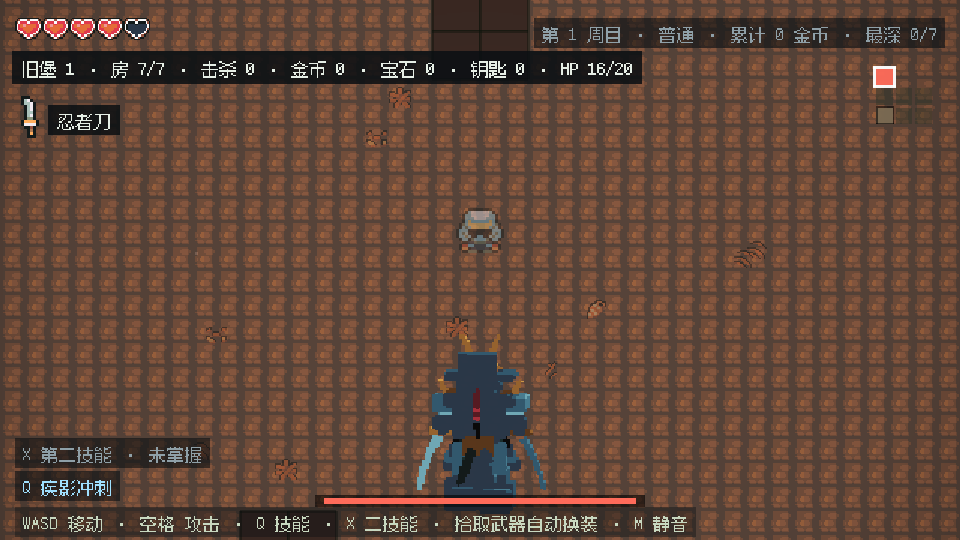 第 1 周目 · 普通 · 累计 0 金币 · 最深 0/7
旧堡 1 · 房 7/7 · 击杀 0 · 金币 0 · 宝石 0 · 钥匙 0 · HP 16/20
忍者刀
X 第二技能 · 未掌握
Q 疾影冲刺
WASD 移动 · 空格 攻击 · Q 技能 · X 二技能 · 拾取武器自动换装 · M 静音